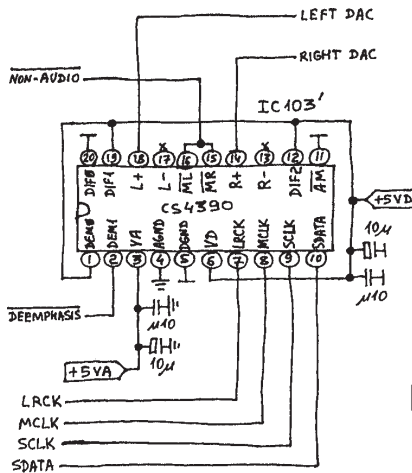 LEFT DAC
RIGHT DAC
NON-AUDIO
IC103'
20 19 18 17 16 15 14 13 12 11
DIF0 DIF1 L+ L- ML MR R+ R- DIF2 AM
CS4390
DEM0 DEM1 VA AGND DGND VD LRCK MCLK SCLK SDATA
1 2 3 4 5 6 7 8 9 10
+5VD
10µ
µ10
DEEMPHASIS
µ10
10µ
+5VA
LRCK
MCLK
SCLK
SDATA